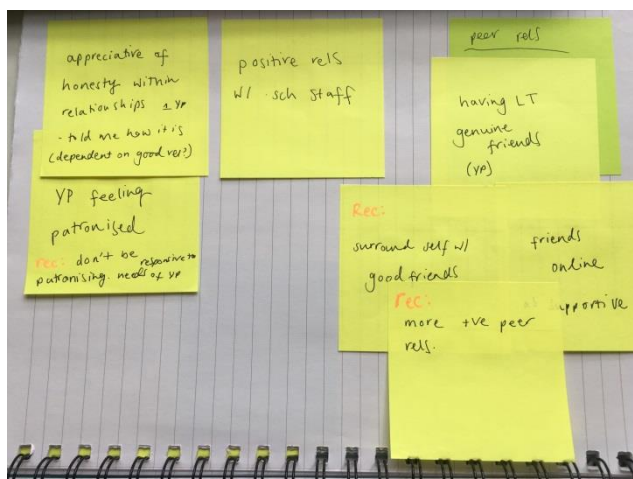 appreciative of
honesty within
relationships 1 YP
- told me how it is
(dependent on good rel?)
YP feeling
patronised
rec: don't be responsive to
patronising. needs of YP
positive rels
w/ sch staff
peer rels
having LT
genuine
friends
(YP)
Rec:
surround self w/
good friends
friends
online
supportive
rec:
more +ve peer
rels.